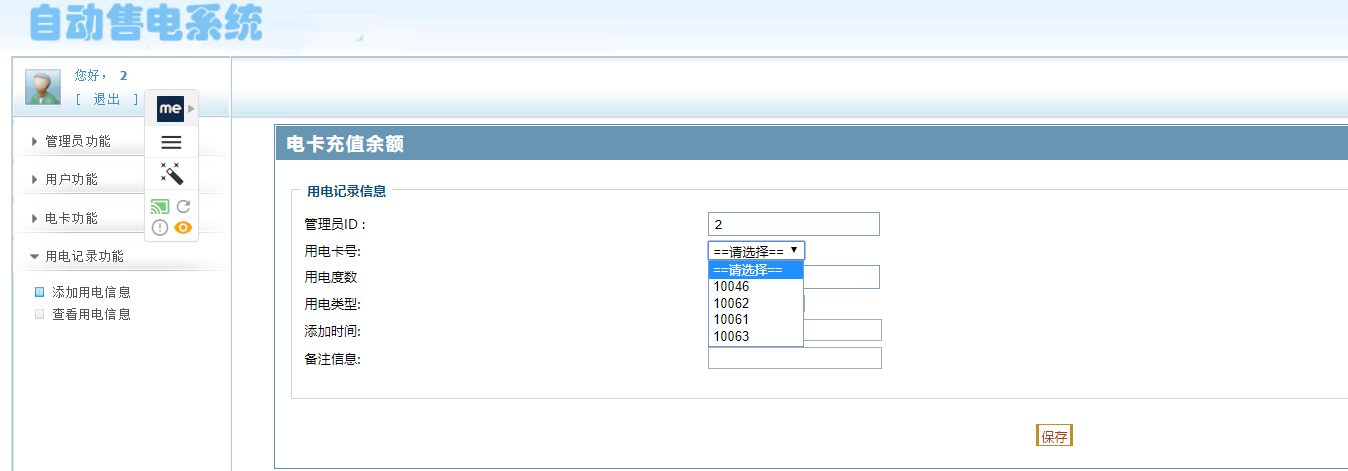 自动售电系统
您好， 2
[ 退出 ]
me
管理员功能
用户功能
电卡功能
用电记录功能
添加用电信息
查看用电信息
电卡充值余额
用电记录信息
管理员ID : 2
用电卡号: ==请选择==
==请选择==
10046
10062
10061
10063
用电度数
用电类型:
添加时间:
备注信息:
保存